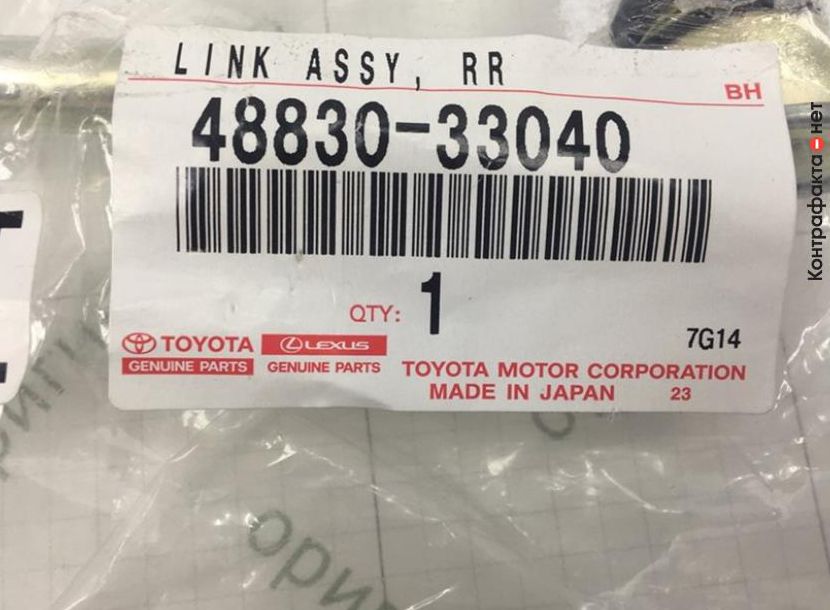 LINK ASSY, RR
BH
48830-33040
QTY: 1
7G14
TOYOTA LEXUS
GENUINE PARTS GENUINE PARTS
TOYOTA MOTOR CORPORATION
MADE IN JAPAN 23
Контрафакта-нет